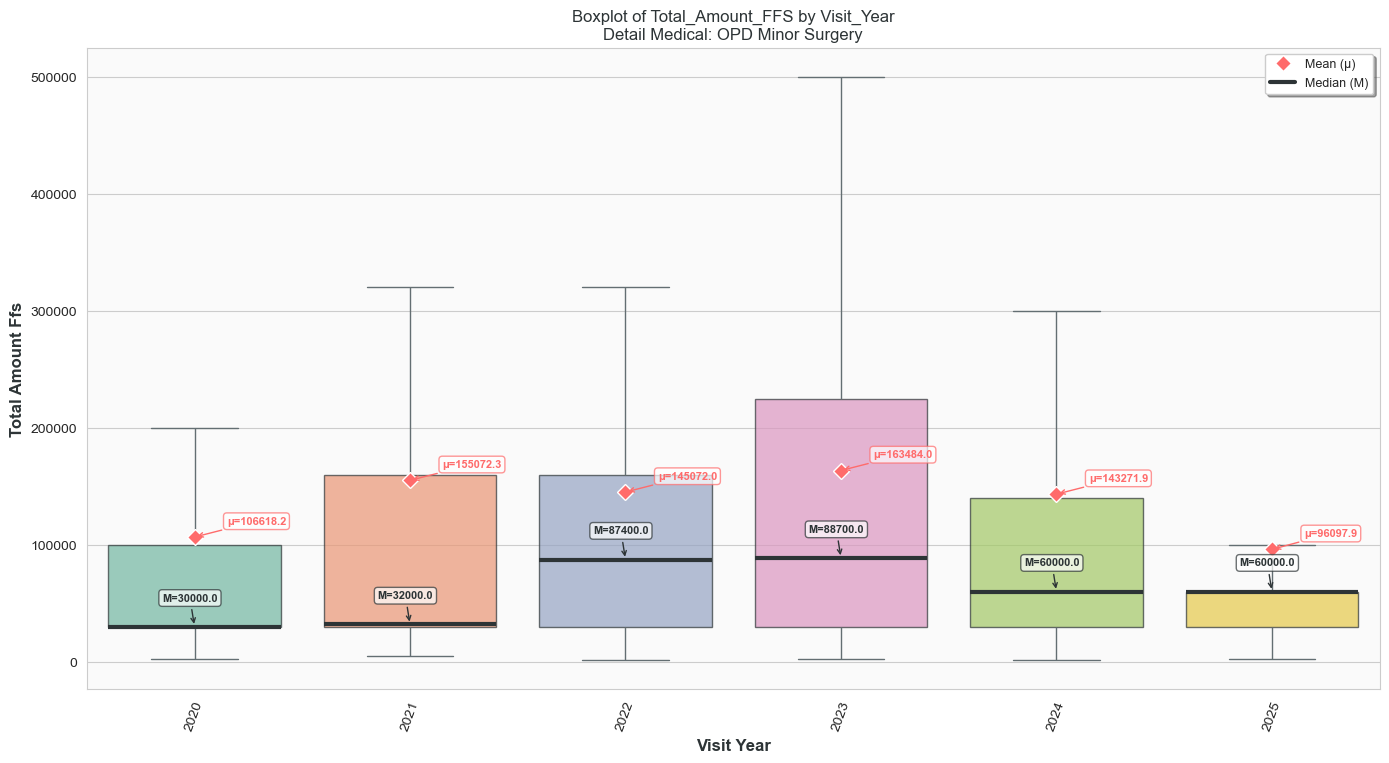 Boxplot of Total_Amount_FFS by Visit_Year
Detail Medical: OPD Minor Surgery
Mean (μ)
Median (M)
Total Amount Ffs
500000
400000
300000
200000
100000
0
μ=106618.2
M=30000.0
μ=155072.3
M=32000.0
μ=145072.0
M=87400.0
μ=163484.0
M=88700.0
μ=143271.9
M=60000.0
μ=96097.9
M=60000.0
2020
2021
2022
2023
2024
2025
Visit Year